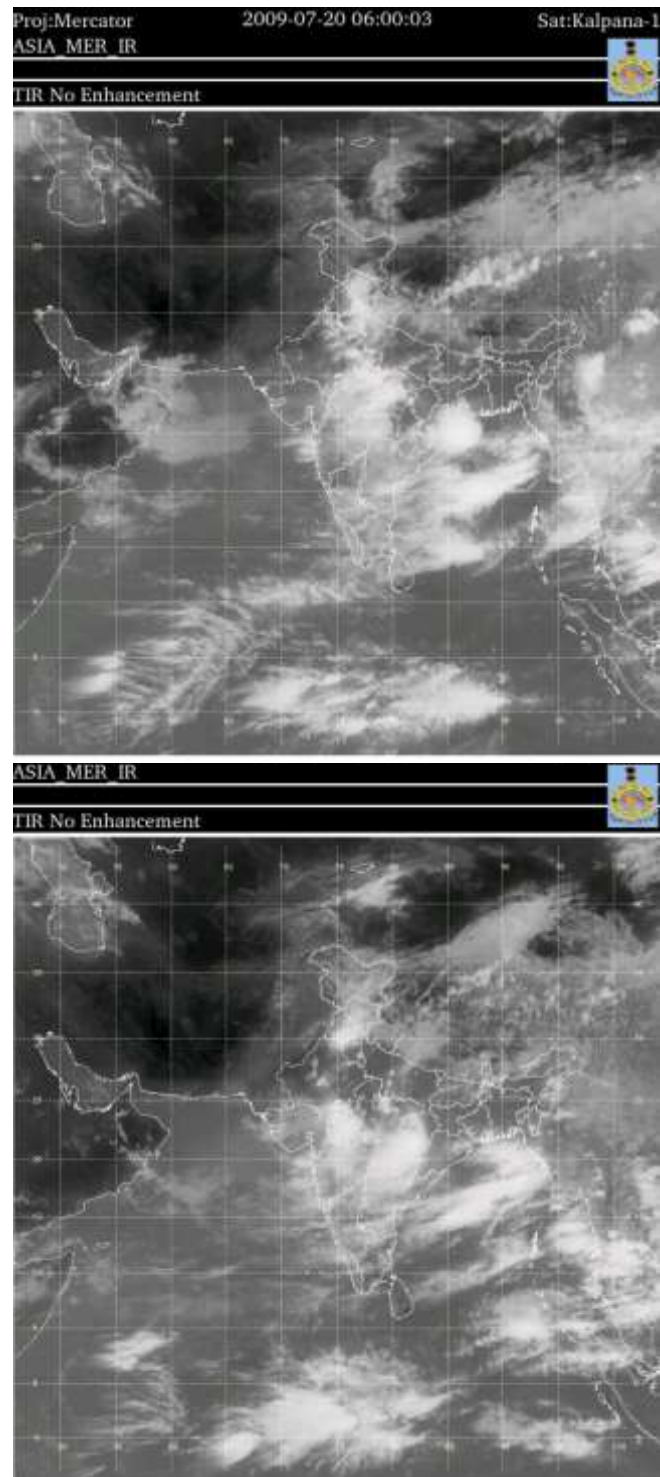 Proj:Mercator 2009-07-20 06:00:03 Sat:Kalpana-1
ASIA_MER_IR
TIR No Enhancement
ASIA_MER_IR
TIR No Enhancement